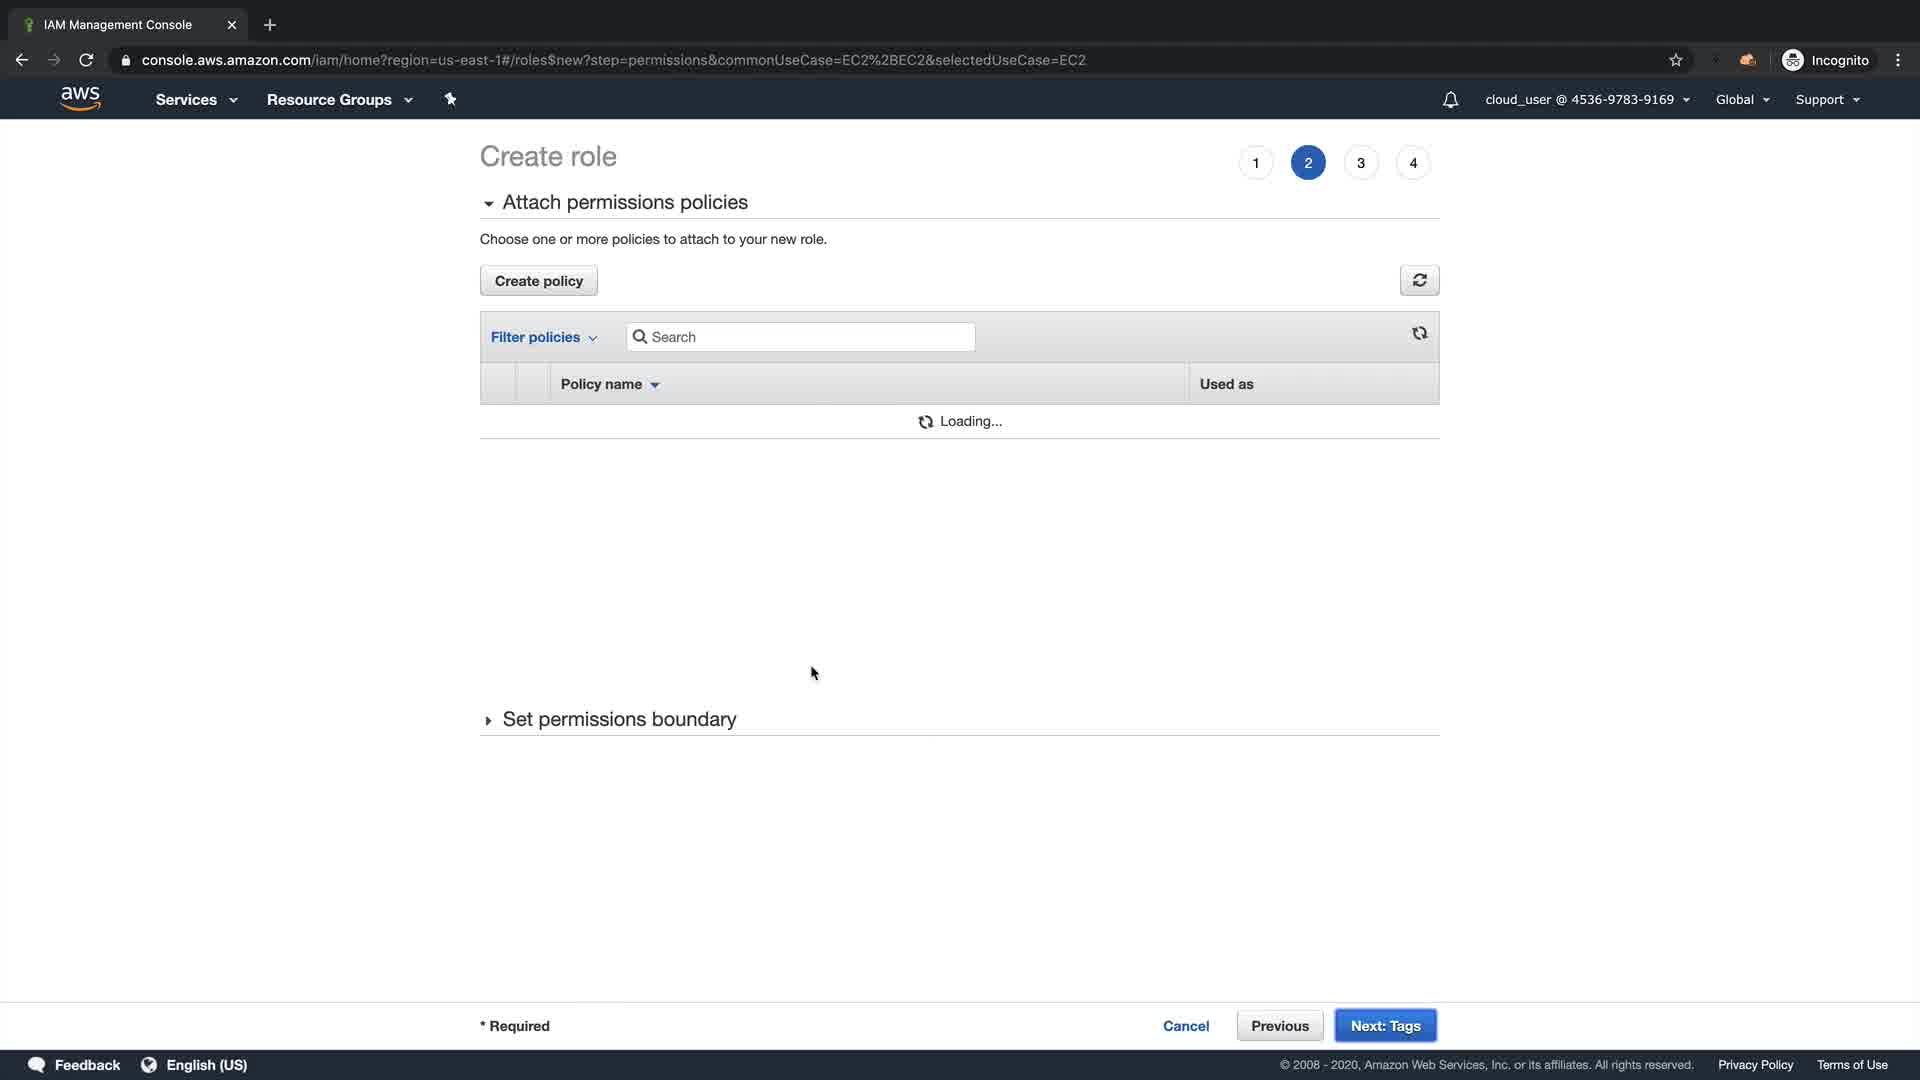 IAM Management Console
console.aws.amazon.com/iam/home?region=us-east-1#/roles$new?step=permissions&commonUseCase=EC2%2BEC2&selectedUseCase=EC2
Incognito
aws
Services
Resource Groups
cloud_user @ 4536-9783-9169
Global
Support
Create role
1
2
3
4
Attach permissions policies
Choose one or more policies to attach to your new role.
Create policy
Filter policies
Search
Policy name
Used as
Loading...
Set permissions boundary
* Required
Cancel
Previous
Next: Tags
Feedback
English (US)
© 2008 - 2020, Amazon Web Services, Inc. or its affiliates. All rights reserved.
Privacy Policy
Terms of Use